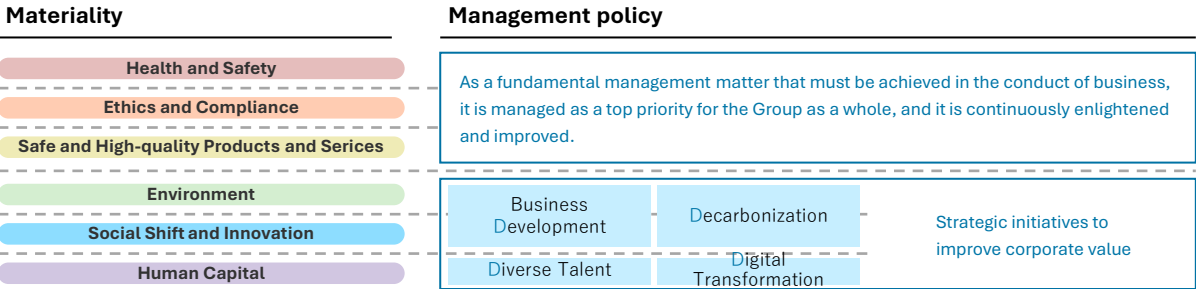 Materiality
Management policy
Health and Safety
Ethics and Compliance
Safe and High-quality Products and Serices
As a fundamental management matter that must be achieved in the conduct of business,
it is managed as a top priority for the Group as a whole, and it is continuously enlightened
and improved.
Environment
Social Shift and Innovation
Human Capital
Business
Development
Decarbonization
Diverse Talent
Digital
Transformation
Strategic initiatives to
improve corporate value